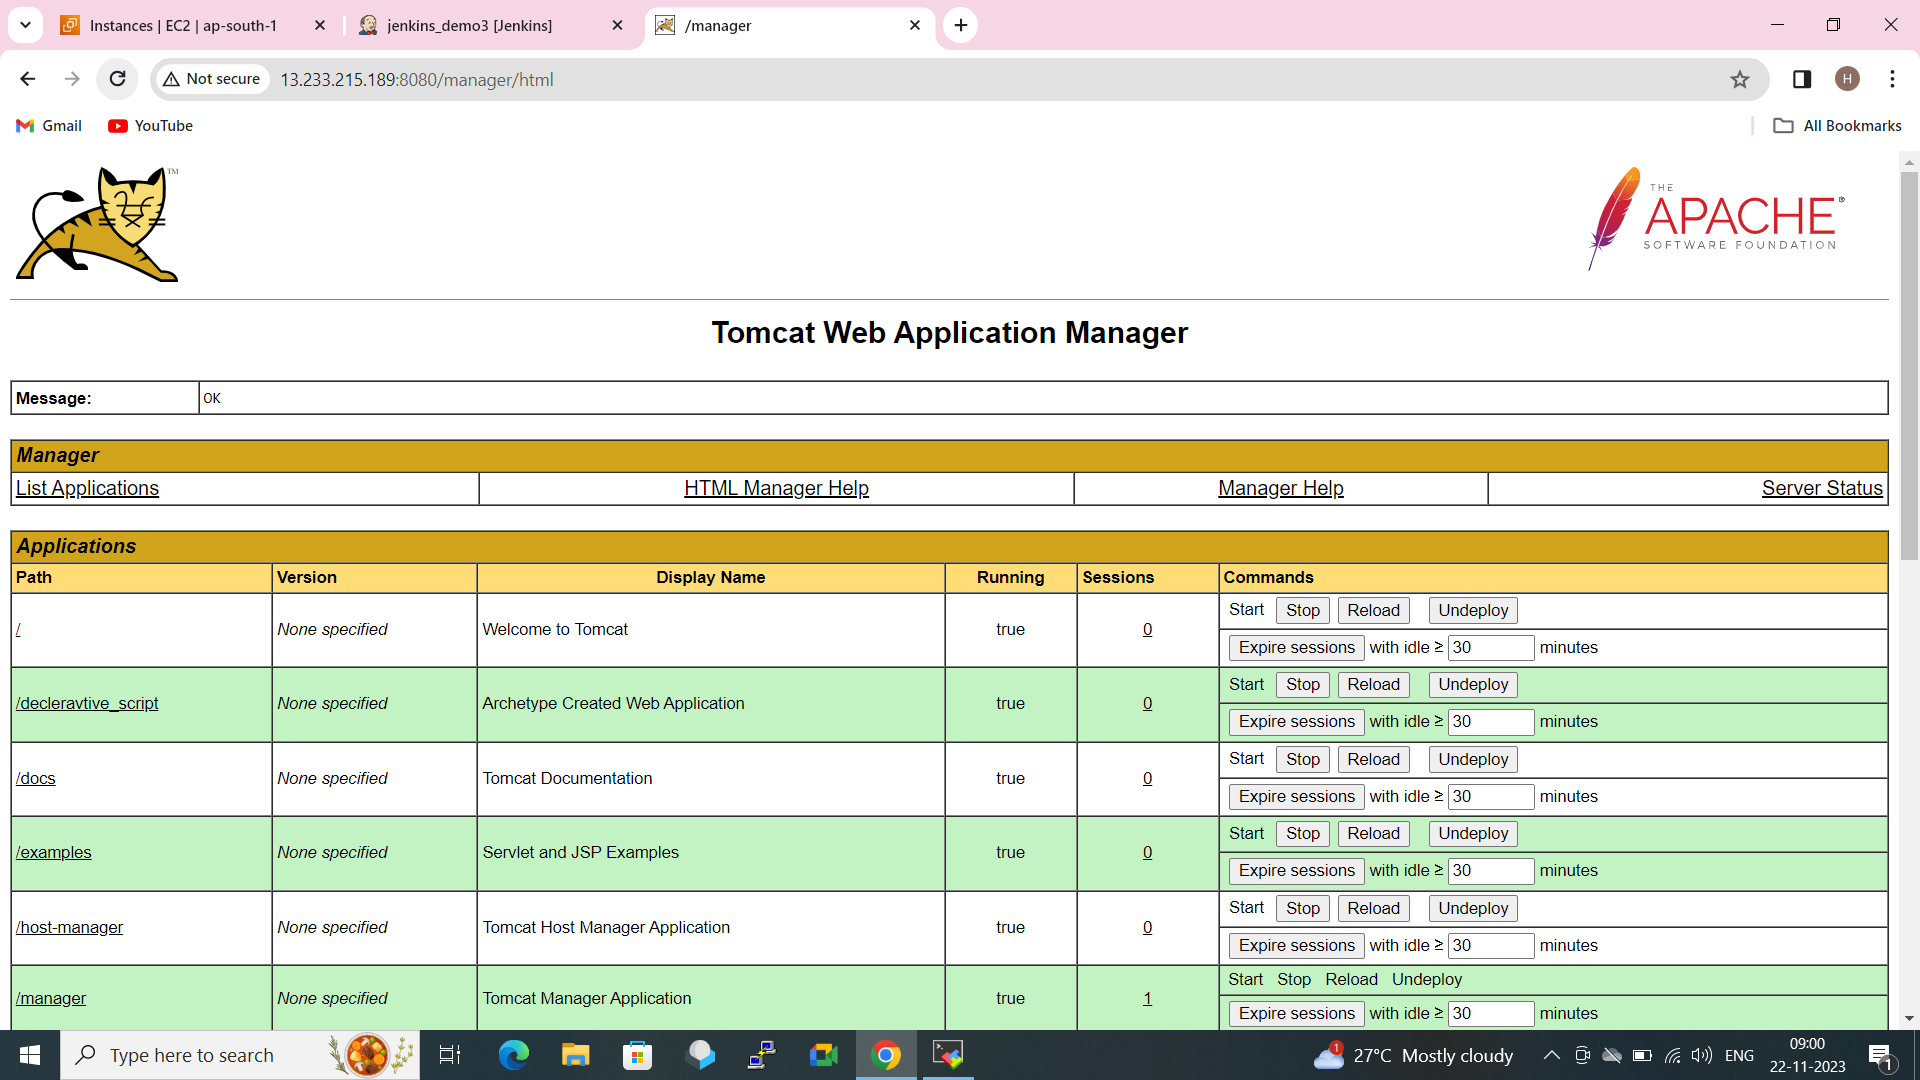 Instances | EC2 | ap-south-1
jenkins_demo3 [Jenkins]
/manager
Not secure
13.233.215.189:8080/manager/html
H
Gmail
YouTube
All Bookmarks
TM
THE
APACHE®
SOFTWARE FOUNDATION
Tomcat Web Application Manager
Message: OK
Manager
List Applications HTML Manager Help Manager Help Server Status
Applications
Path Version Display Name Running Sessions Commands
/ None specified Welcome to Tomcat true 0 Start Stop Reload Undeploy
Expire sessions with idle ≥ 30 minutes
/decleravtive_script None specified Archetype Created Web Application true 0 Start Stop Reload Undeploy
Expire sessions with idle ≥ 30 minutes
/docs None specified Tomcat Documentation true 0 Start Stop Reload Undeploy
Expire sessions with idle ≥ 30 minutes
/examples None specified Servlet and JSP Examples true 0 Start Stop Reload Undeploy
Expire sessions with idle ≥ 30 minutes
/host-manager None specified Tomcat Host Manager Application true 0 Start Stop Reload Undeploy
Expire sessions with idle ≥ 30 minutes
/manager None specified Tomcat Manager Application true 1 Start Stop Reload Undeploy
Expire sessions with idle ≥ 30 minutes
Type here to search
1
27°C Mostly cloudy
ENG
09:00
22-11-2023
1